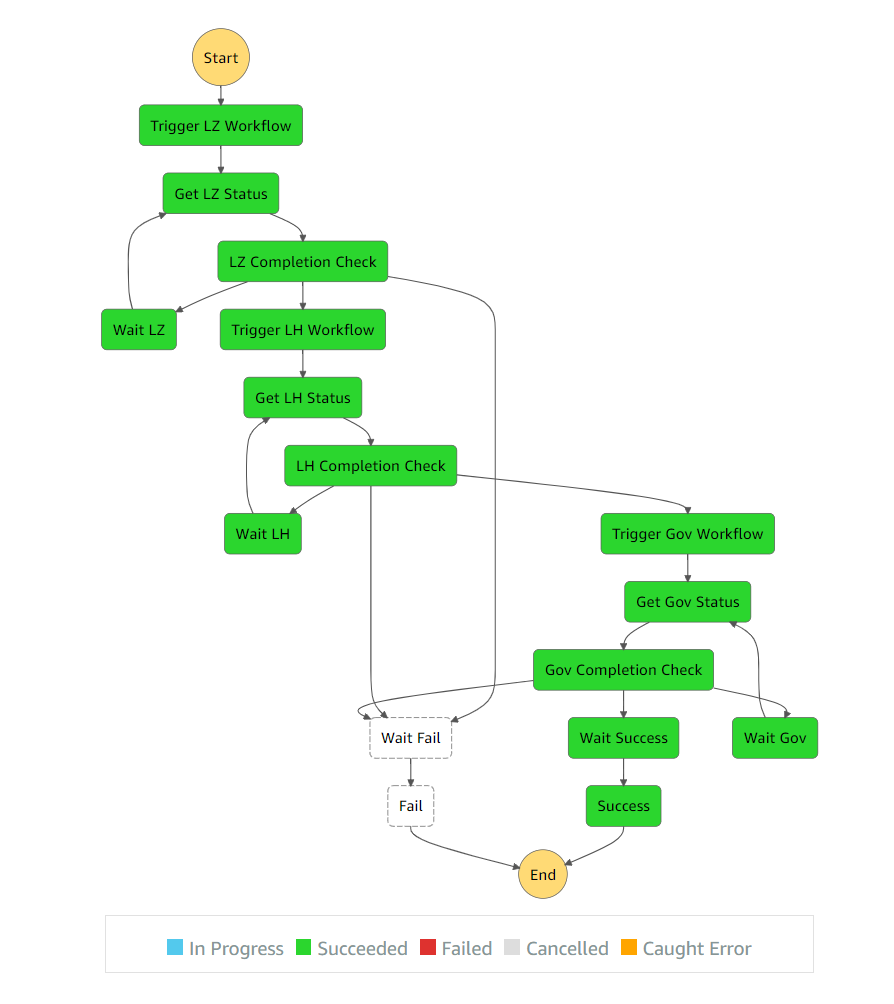 Start
Trigger LZ Workflow
Get LZ Status
LZ Completion Check
Wait LZ
Trigger LH Workflow
Get LH Status
LH Completion Check
Wait LH
Trigger Gov Workflow
Get Gov Status
Gov Completion Check
Wait Fail
Wait Success
Wait Gov
Fail
Success
End
In Progress Succeeded Failed Cancelled Caught Error